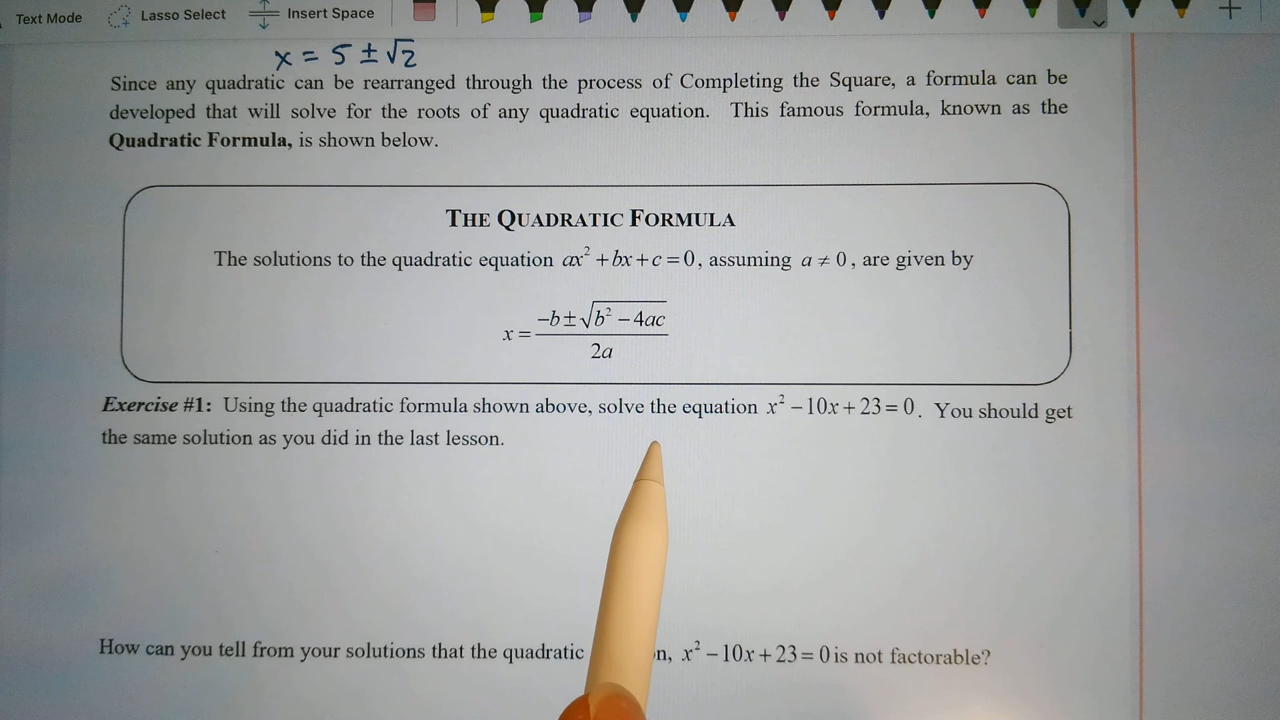 Text Mode Lasso Select Insert Space
x = 5 ± √2
Since any quadratic can be rearranged through the process of Completing the Square, a formula can be
developed that will solve for the roots of any quadratic equation. This famous formula, known as the
Quadratic Formula, is shown below.
THE QUADRATIC FORMULA
The solutions to the quadratic equation ax² + bx + c = 0, assuming a ≠ 0, are given by
x = (-b ± √(b² - 4ac)) / 2a
Exercise #1: Using the quadratic formula shown above, solve the equation x² - 10x + 23 = 0. You should get
the same solution as you did in the last lesson.
How can you tell from your solutions that the quadratic n, x² - 10x + 23 = 0 is not factorable?